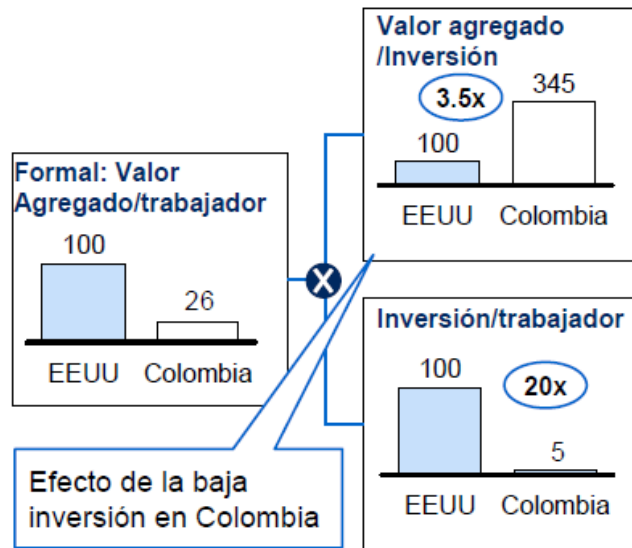 Formal: Valor
Agregado/trabajador
100
26
EEUU Colombia
X
Valor agregado
/Inversión
3.5x
345
100
EEUU Colombia
Inversión/trabajador
100
20x
5
EEUU Colombia
Efecto de la baja
inversión en Colombia